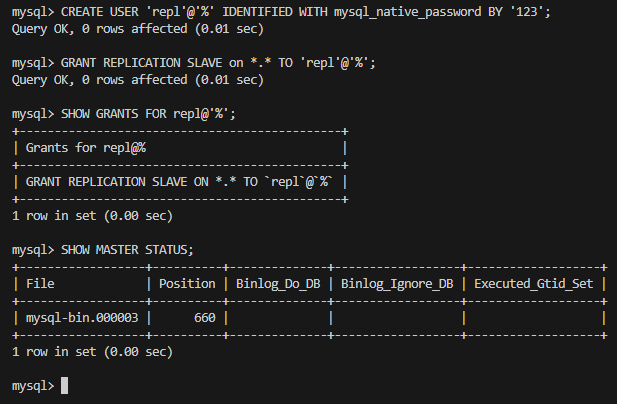 mysql> CREATE USER 'repl'@'%' IDENTIFIED WITH mysql_native_password BY '123';
Query OK, 0 rows affected (0.01 sec)
mysql> GRANT REPLICATION SLAVE on *.* TO 'repl'@'%';
Query OK, 0 rows affected (0.01 sec)
mysql> SHOW GRANTS FOR repl@'%';
+----------------------------------------------+
| Grants for repl@% |
+----------------------------------------------+
| GRANT REPLICATION SLAVE ON *.* TO `repl`@`%` |
+----------------------------------------------+
1 row in set (0.00 sec)
mysql> SHOW MASTER STATUS;
+------------------+----------+--------------+------------------+-------------------+
| File | Position | Binlog_Do_DB | Binlog_Ignore_DB | Executed_Gtid_Set |
+------------------+----------+--------------+------------------+-------------------+
| mysql-bin.000003 | 660 | | | |
+------------------+----------+--------------+------------------+-------------------+
1 row in set (0.00 sec)
mysql>